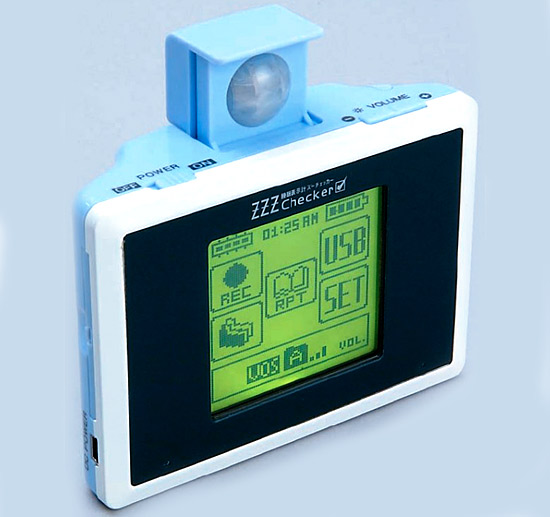 VOLUME
POWER
OFF ON
ZZZ Checker
01:25 AM
REC
RPT
USB
SET
VOS A VOL.